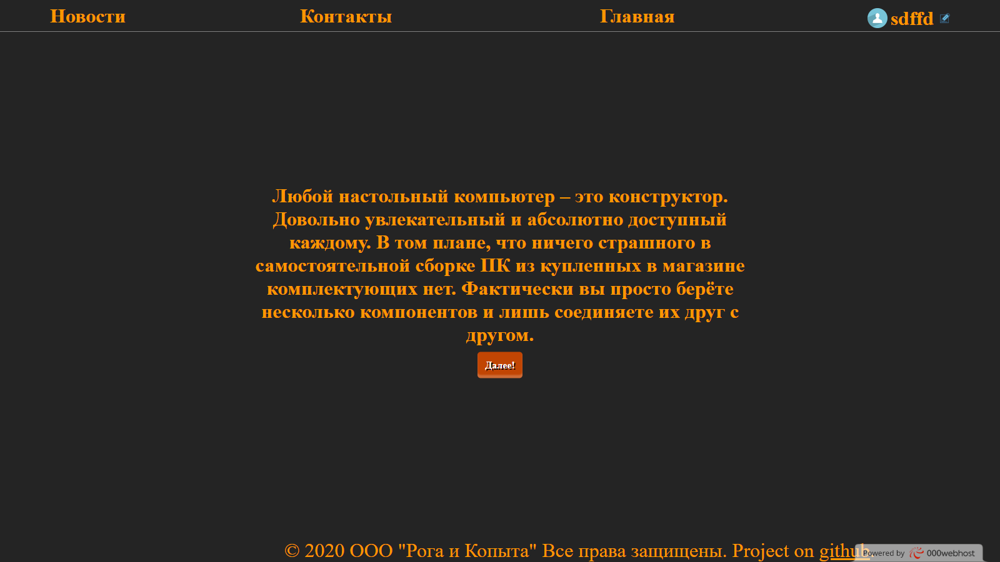 Новости
Контакты
Главная
sdffd
Любой настольный компьютер – это конструктор.
Довольно увлекательный и абсолютно доступный
каждому. В том плане, что ничего страшного в
самостоятельной сборке ПК из купленных в магазине
комплектующих нет. Фактически вы просто берёте
несколько компонентов и лишь соединяете их друг с
другом.
Далее!
© 2020 ООО "Рога и Копыта" Все права защищены. Project on github
Powered by 000webhost